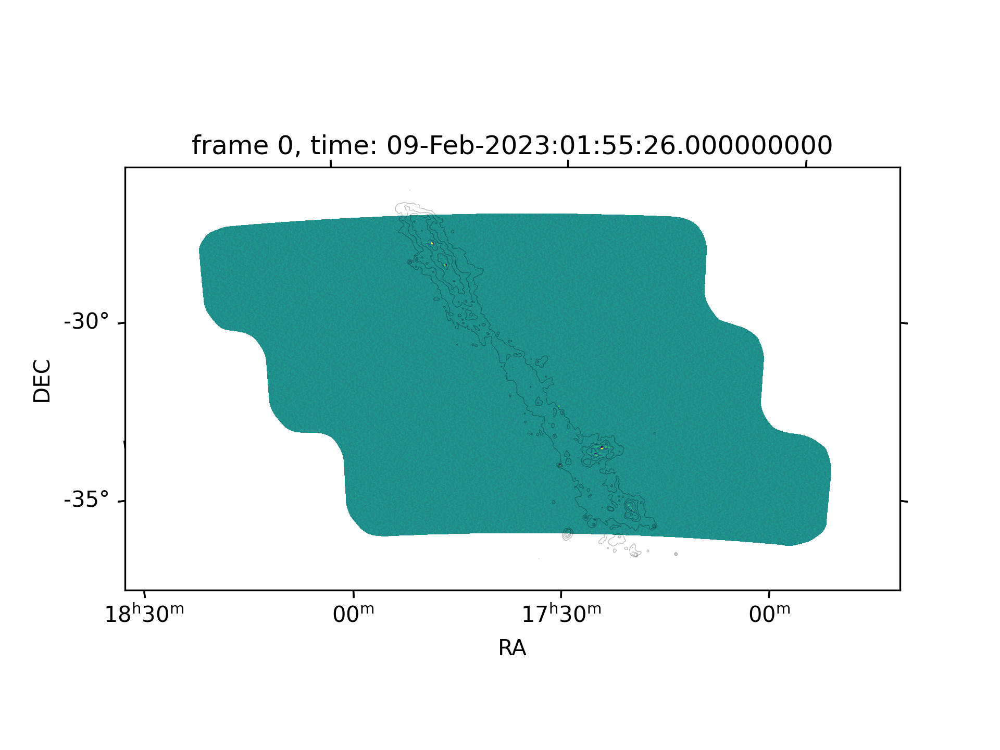 frame 0, time: 09-Feb-2023:01:55:26.000000000
-30°
DEC
-35°
18ʰ30ᵐ 00ᵐ 17ʰ30ᵐ 00ᵐ
RA